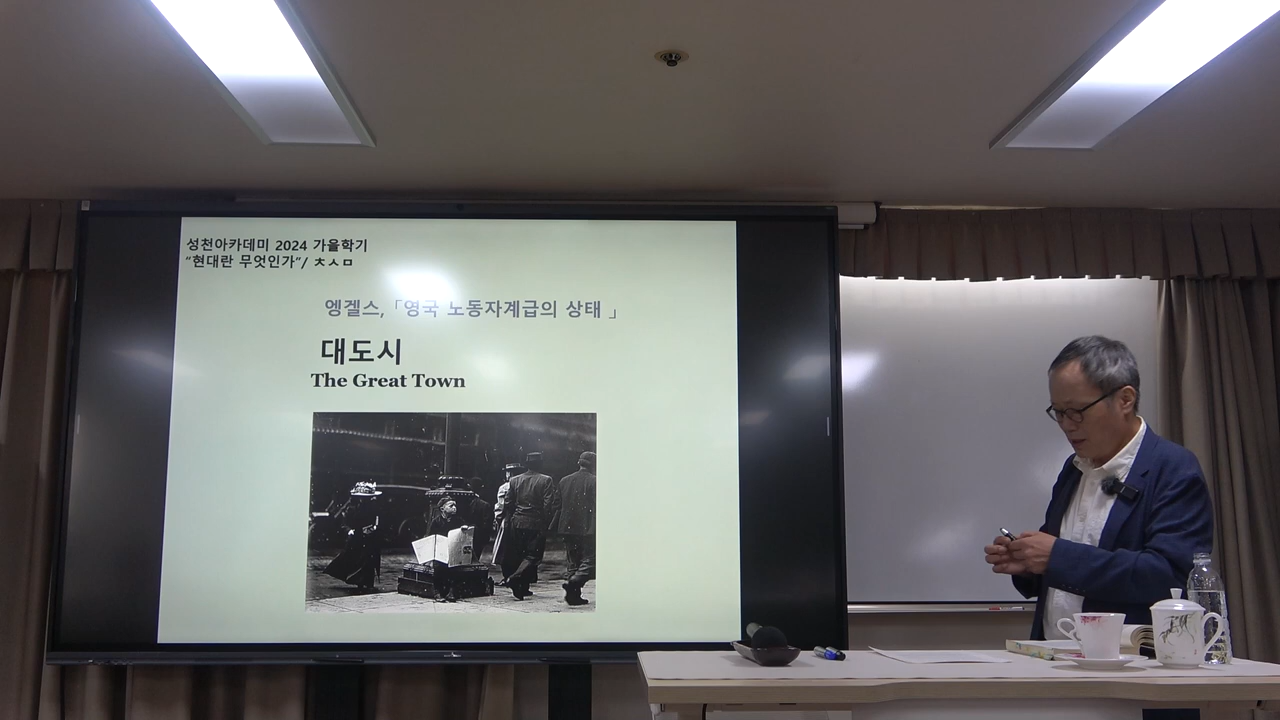 성천아카데미 2024 가을학기
“현대란 무엇인가”/ ㅊㅅㅁ
엥겔스, 「영국 노동자계급의 상태 」
대도시
The Great Town